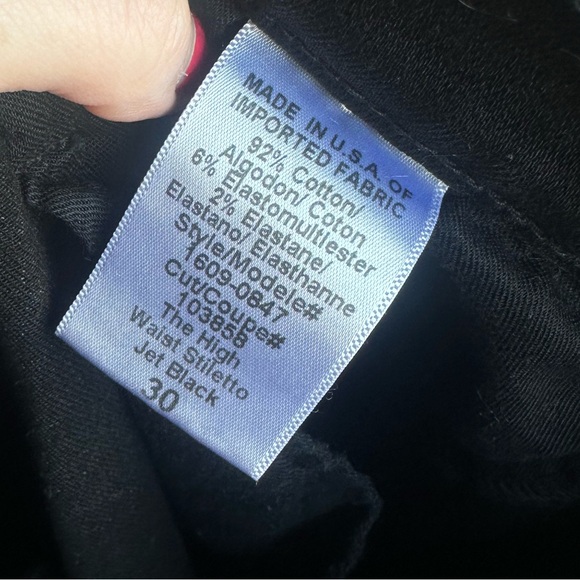 MADE IN U.S.A. OF
IMPORTED FABRIC
92% Cotton/
Algodon/ Coton
6% Elastomultiester
2% Elastane/
Elastano/ Elasthanne
Style/Modele#
1609-0847
Cut/Coupe#
10385B
The High
Waist Stiletto
Jet Black
30